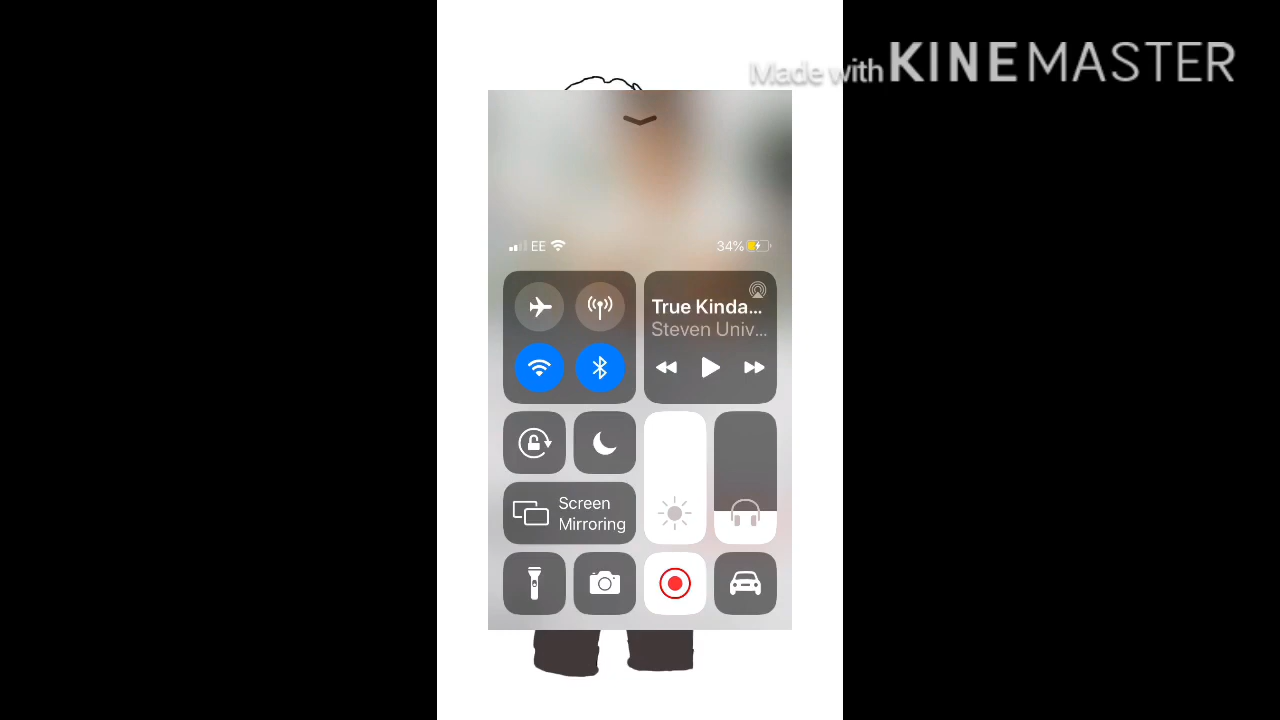 Made with KINEMASTER
EE
34%
True Kinda...
Steven Univ...
Screen
Mirroring